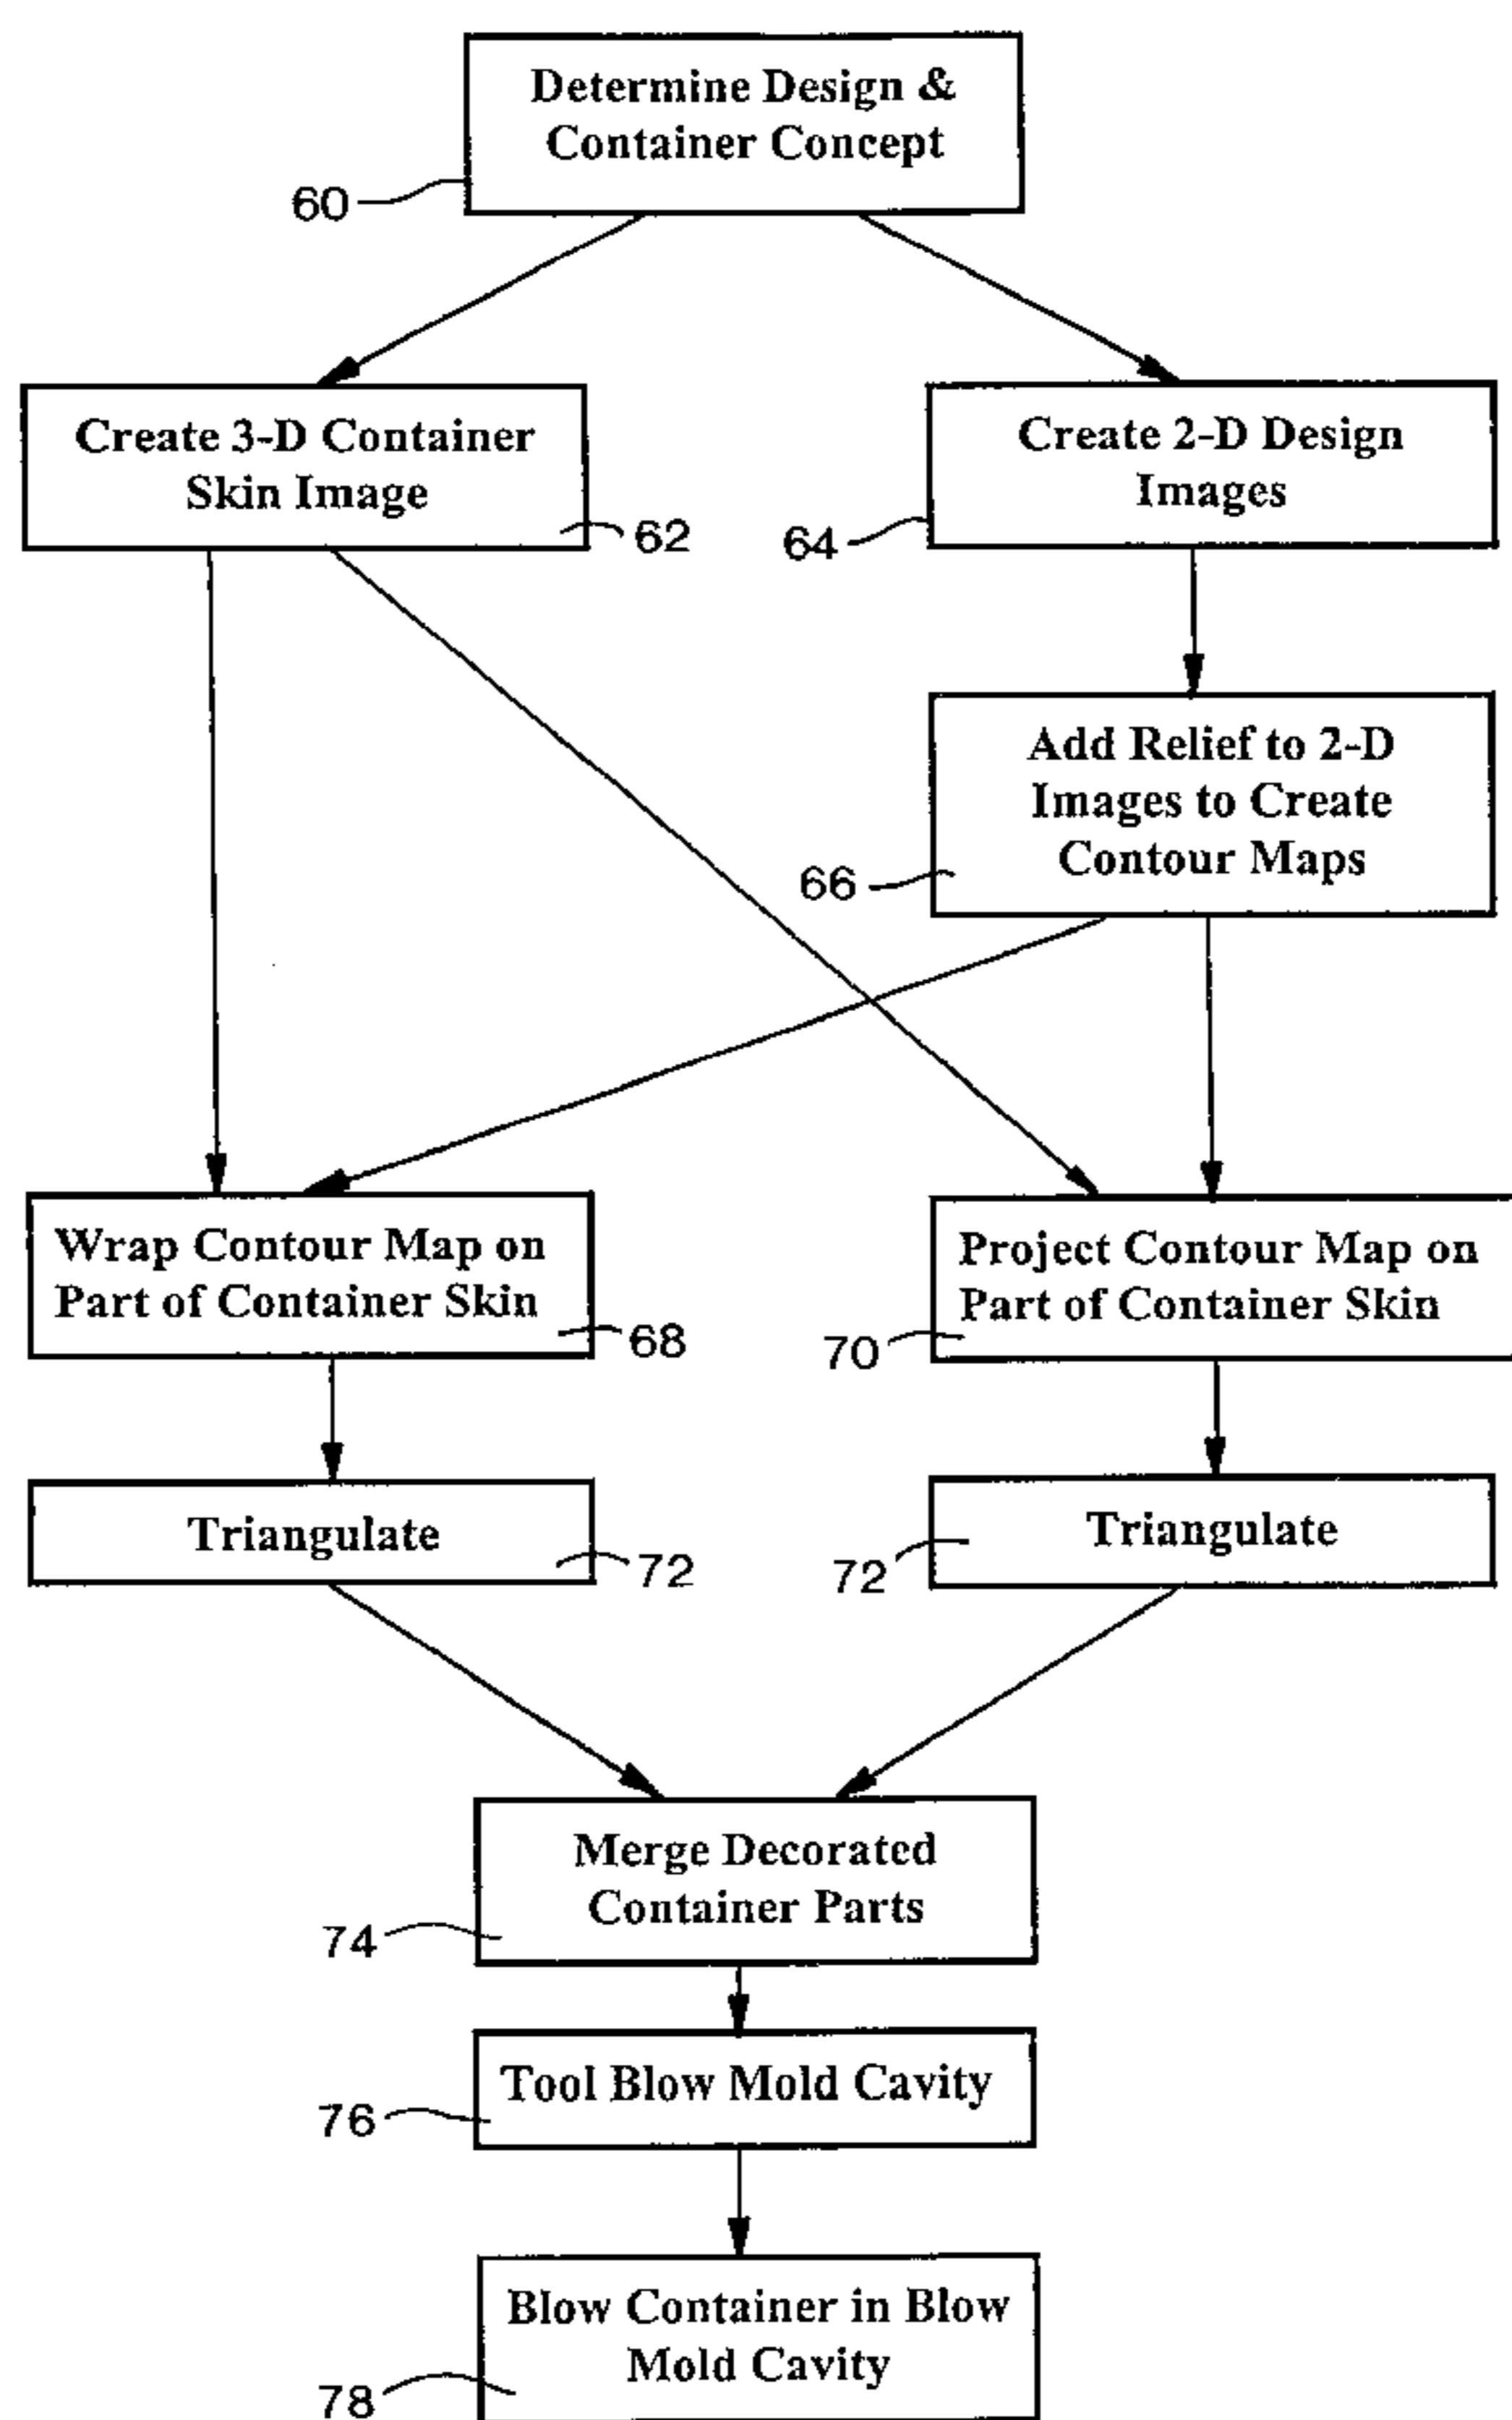 Determine Design &
Container Concept
60
Create 3-D Container
Skin Image
62
Create 2-D Design
Images
64
Add Relief to 2-D
Images to Create
Contour Maps
66
Wrap Contour Map on
Part of Container Skin
68
Project Contour Map on
Part of Container Skin
70
Triangulate
72
Triangulate
72
Merge Decorated
Container Parts
74
Tool Blow Mold Cavity
76
Blow Container in Blow
Mold Cavity
78